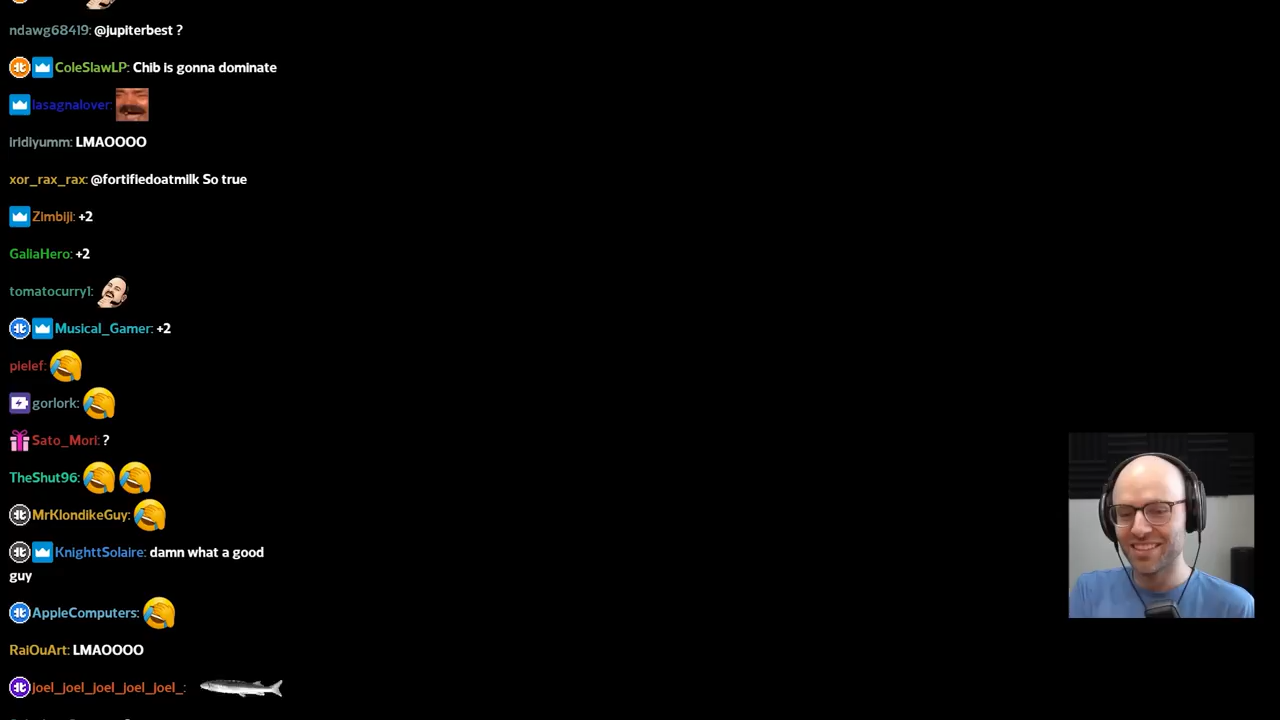 ndawg68419: @jupiterbest ?
ColeSlawLP: Chib is gonna dominate
lasagnalover:
iridiyumm: LMAOOOO
xor_rax_rax: @fortifiedoatmilk So true
Zimbiji: +2
GaliaHero: +2
tomatocurry1:
Musical_Gamer: +2
pielef:
gorlork:
Sato_Mori: ?
TheShut96:
MrKlondikeGuy:
KnighttSolaire: damn what a good
guy
AppleComputers:
RaiOuArt: LMAOOOO
joel_joel_joel_joel_joel_: